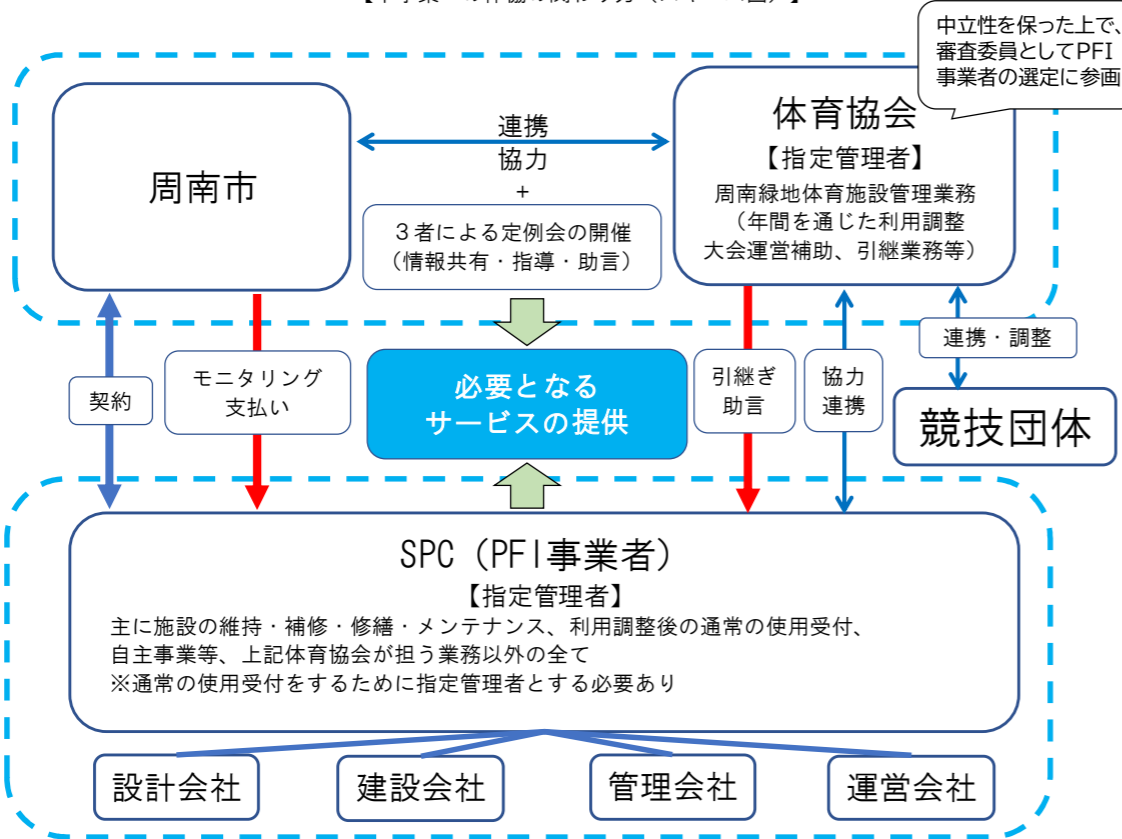 中立性を保った上で、
審査委員としてPFI
事業者の選定に参画
周南市
連携
協力
+
3者による定例会の開催
(情報共有・指導・助言)
体育協会
【指定管理者】
周南緑地体育施設管理業務
(年間を通じた利用調整
大会運営補助、引継業務等)
契約
モニタリング
支払い
必要となる
サービスの提供
引継ぎ
助言
協力
連携
連携・調整
競技団体
SPC(PFI事業者)
【指定管理者】
主に施設の維持・補修・修繕・メンテナンス、利用調整後の通常の使用受付、
自主事業等、上記体育協会が担う業務以外の全て
※通常の使用受付をするために指定管理者とする必要あり
設計会社
建設会社
管理会社
運営会社